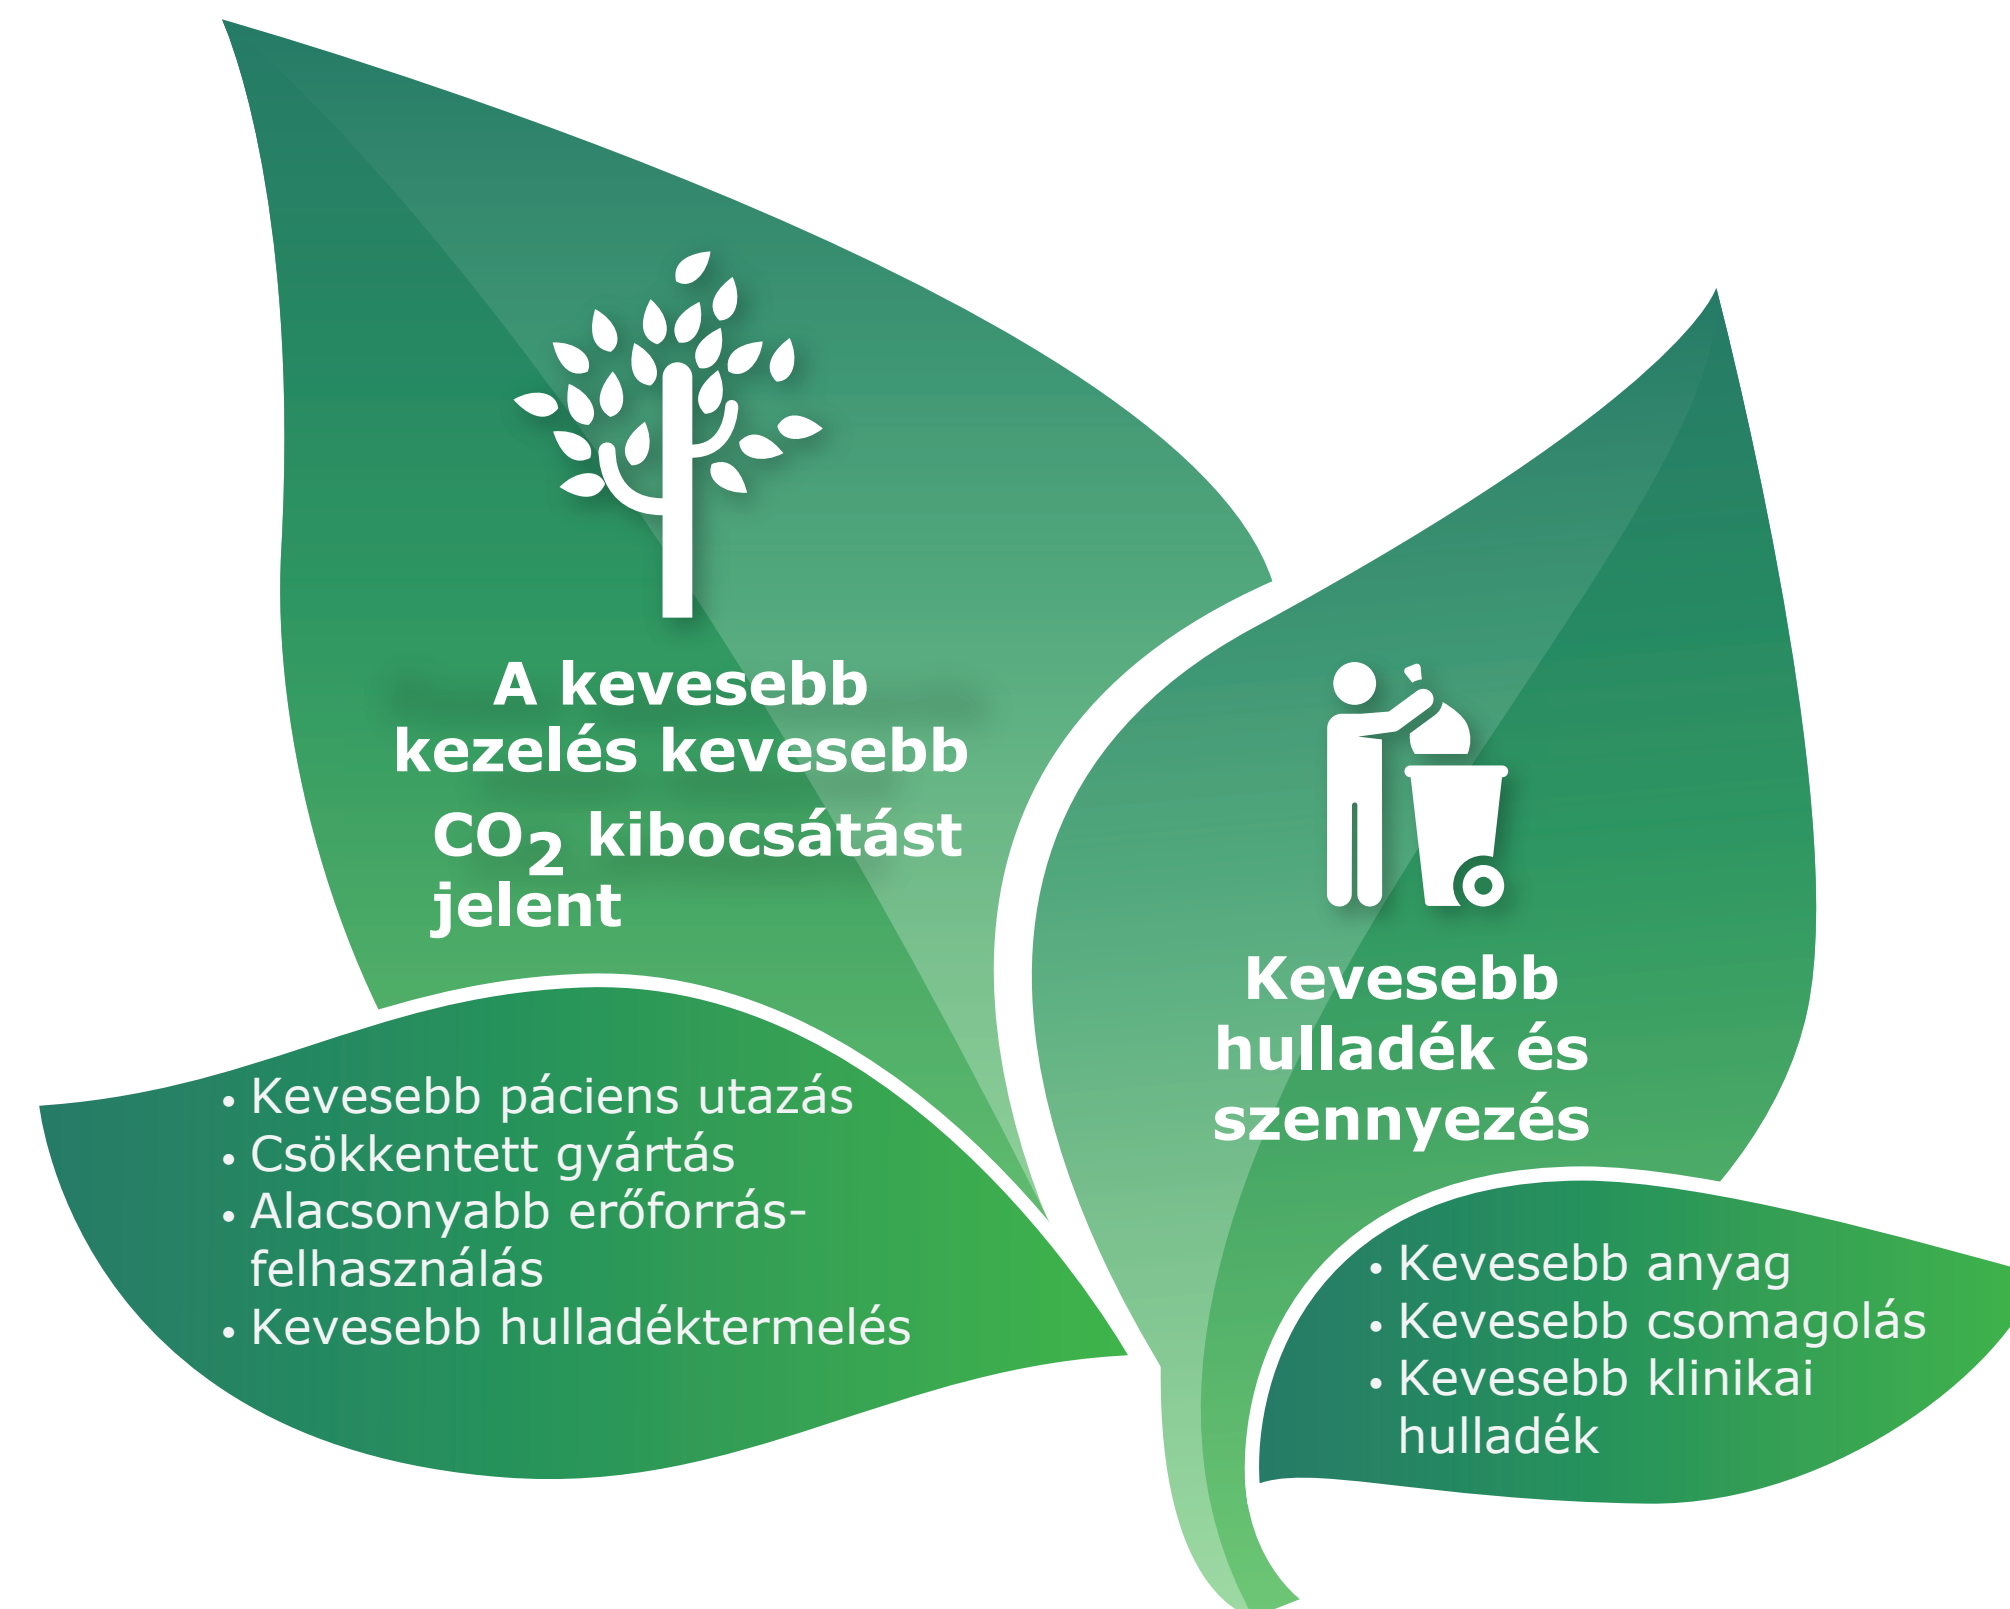 A kevesebb
kezelés kevesebb
CO₂ kibocsátást
jelent
• Kevesebb páciens utazás
• Csökkentett gyártás
• Alacsonyabb erőforrás-
felhasználás
• Kevesebb hulladéktermelés
Kevesebb
hulladék és
szennyezés
• Kevesebb anyag
• Kevesebb csomagolás
• Kevesebb klinikai
hulladék